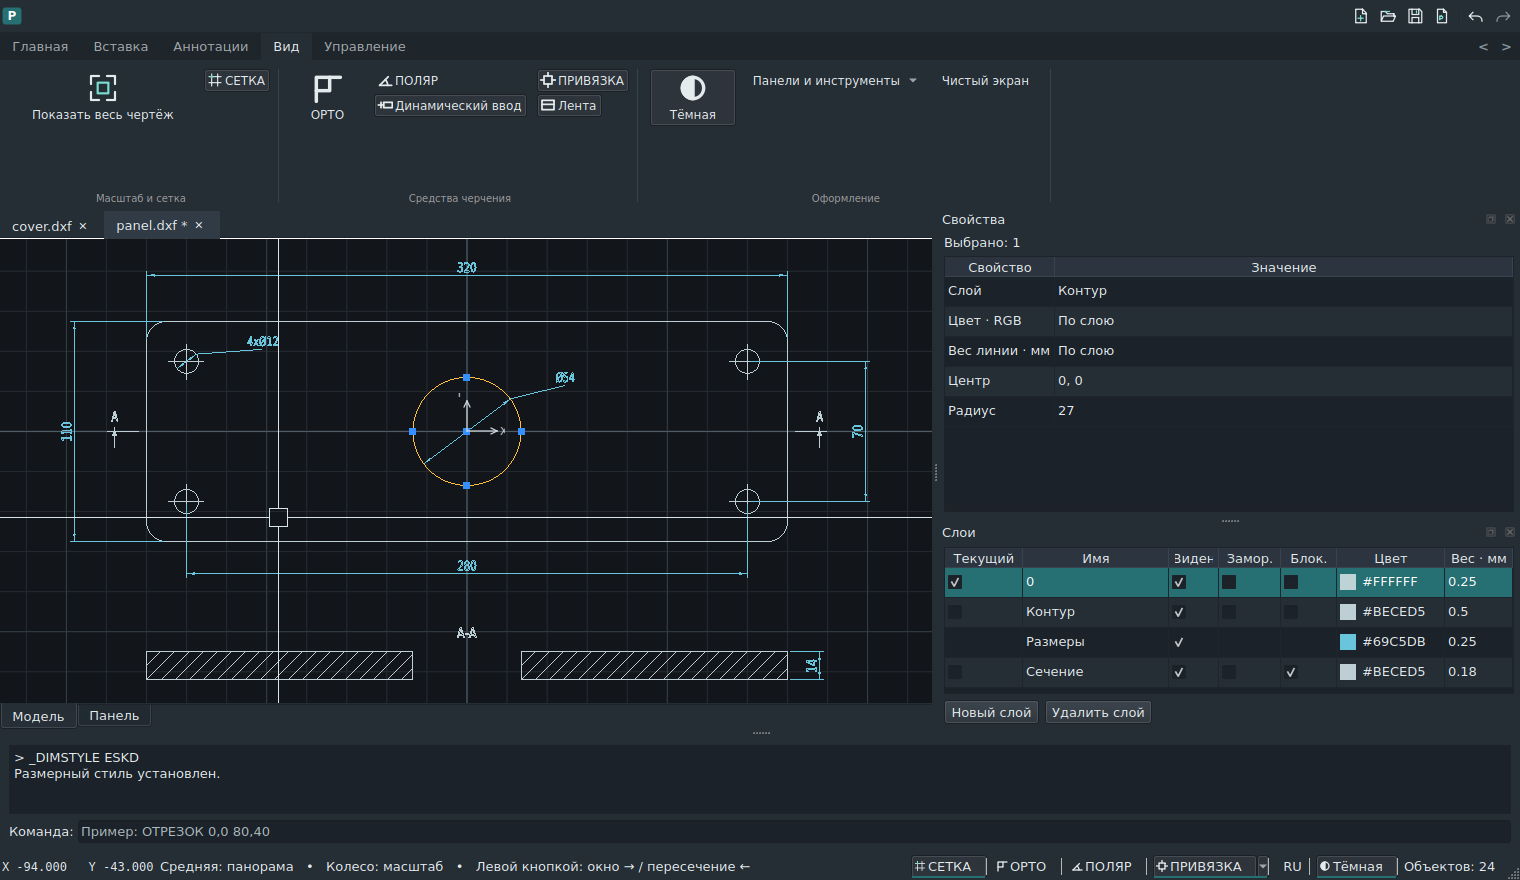 P
Главная Вставка Аннотации Вид Управление < >
Показать весь чертёж
СЕТКА
Масштаб и сетка
ОРТО
ПОЛЯР
Динамический ввод
ПРИВЯЗКА
Лента
Средства черчения
Тёмная
Панели и инструменты
Чистый экран
Оформление
cover.dxf ×
panel.dxf * ×
320
4xØ12
Ø54
110
A
A
X
70
280
A-A
14
Модель Панель
Свойства
Выбрано: 1
Свойство Значение
Слой Контур
Цвет · RGB По слою
Вес линии · мм По слою
Центр 0, 0
Радиус 27
Слои
Текущий Имя Виден Замор. Блок. Цвет Вес · мм
0 #FFFFFF 0.25
Контур #BECED5 0.5
Размеры #69C5DB 0.25
Сечение #BECED5 0.18
Новый слой Удалить слой
> _DIMSTYLE ESKD
Размерный стиль установлен.
Команда: Пример: ОТРЕЗОК 0,0 80,40
X -94.000 Y -43.000 Средняя: панорама • Колесо: масштаб • Левой кнопкой: окно → / пересечение ← СЕТКА ОРТО ПОЛЯР ПРИВЯЗКА RU Тёмная Объектов: 24